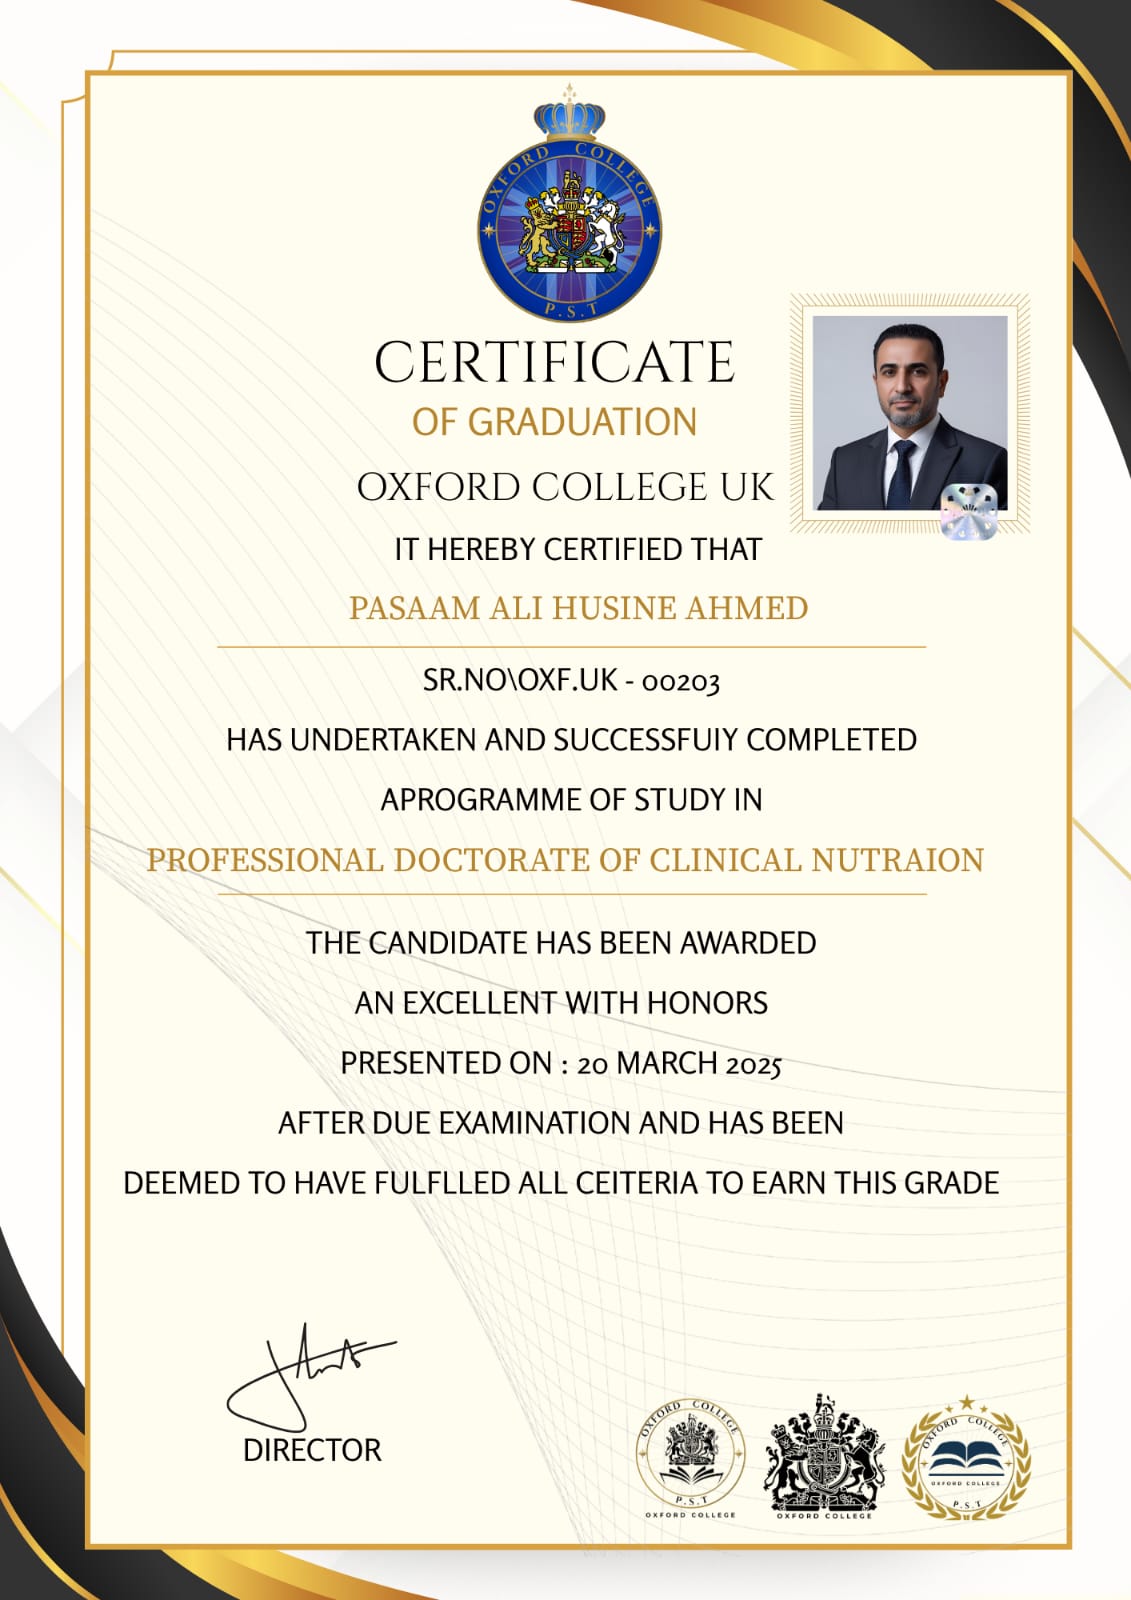 OXFORD COLLEGE
P.S.T
CERTIFICATE
OF GRADUATION
OXFORD COLLEGE UK
IT HEREBY CERTIFIED THAT
PASAAM ALI HUSINE AHMED
SR.NO\OXF.UK - 00203
HAS UNDERTAKEN AND SUCCESSFUIY COMPLETED
APROGRAMME OF STUDY IN
PROFESSIONAL DOCTORATE OF CLINICAL NUTRAION
THE CANDIDATE HAS BEEN AWARDED
AN EXCELLENT WITH HONORS
PRESENTED ON : 20 MARCH 2025
AFTER DUE EXAMINATION AND HAS BEEN
DEEMED TO HAVE FULFLLED ALL CEITERIA TO EARN THIS GRADE
DIRECTOR
OXFORD COLLEGE
P.S.T
OXFORD COLLEGE
OXFORD COLLEGE
OXFORD COLLEGE
OXFORD COLLEGE
P.S.T